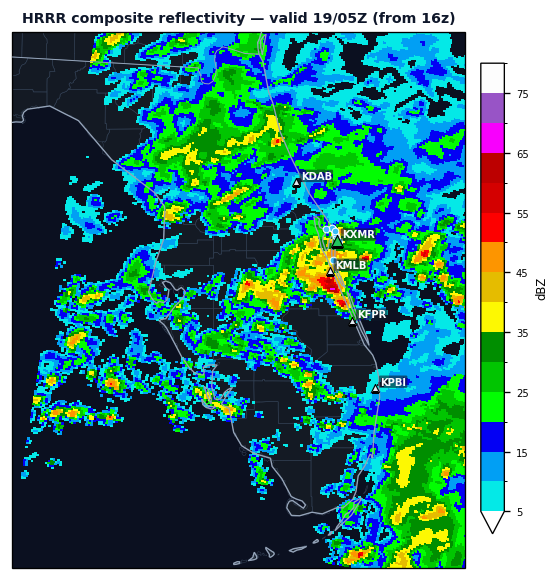 HRRR composite reflectivity — valid 19/05Z (from 16z)
KDAB
KXMR
KMLB
KFPR
KPBI
75
65
55
45
35
25
15
5
dBZ